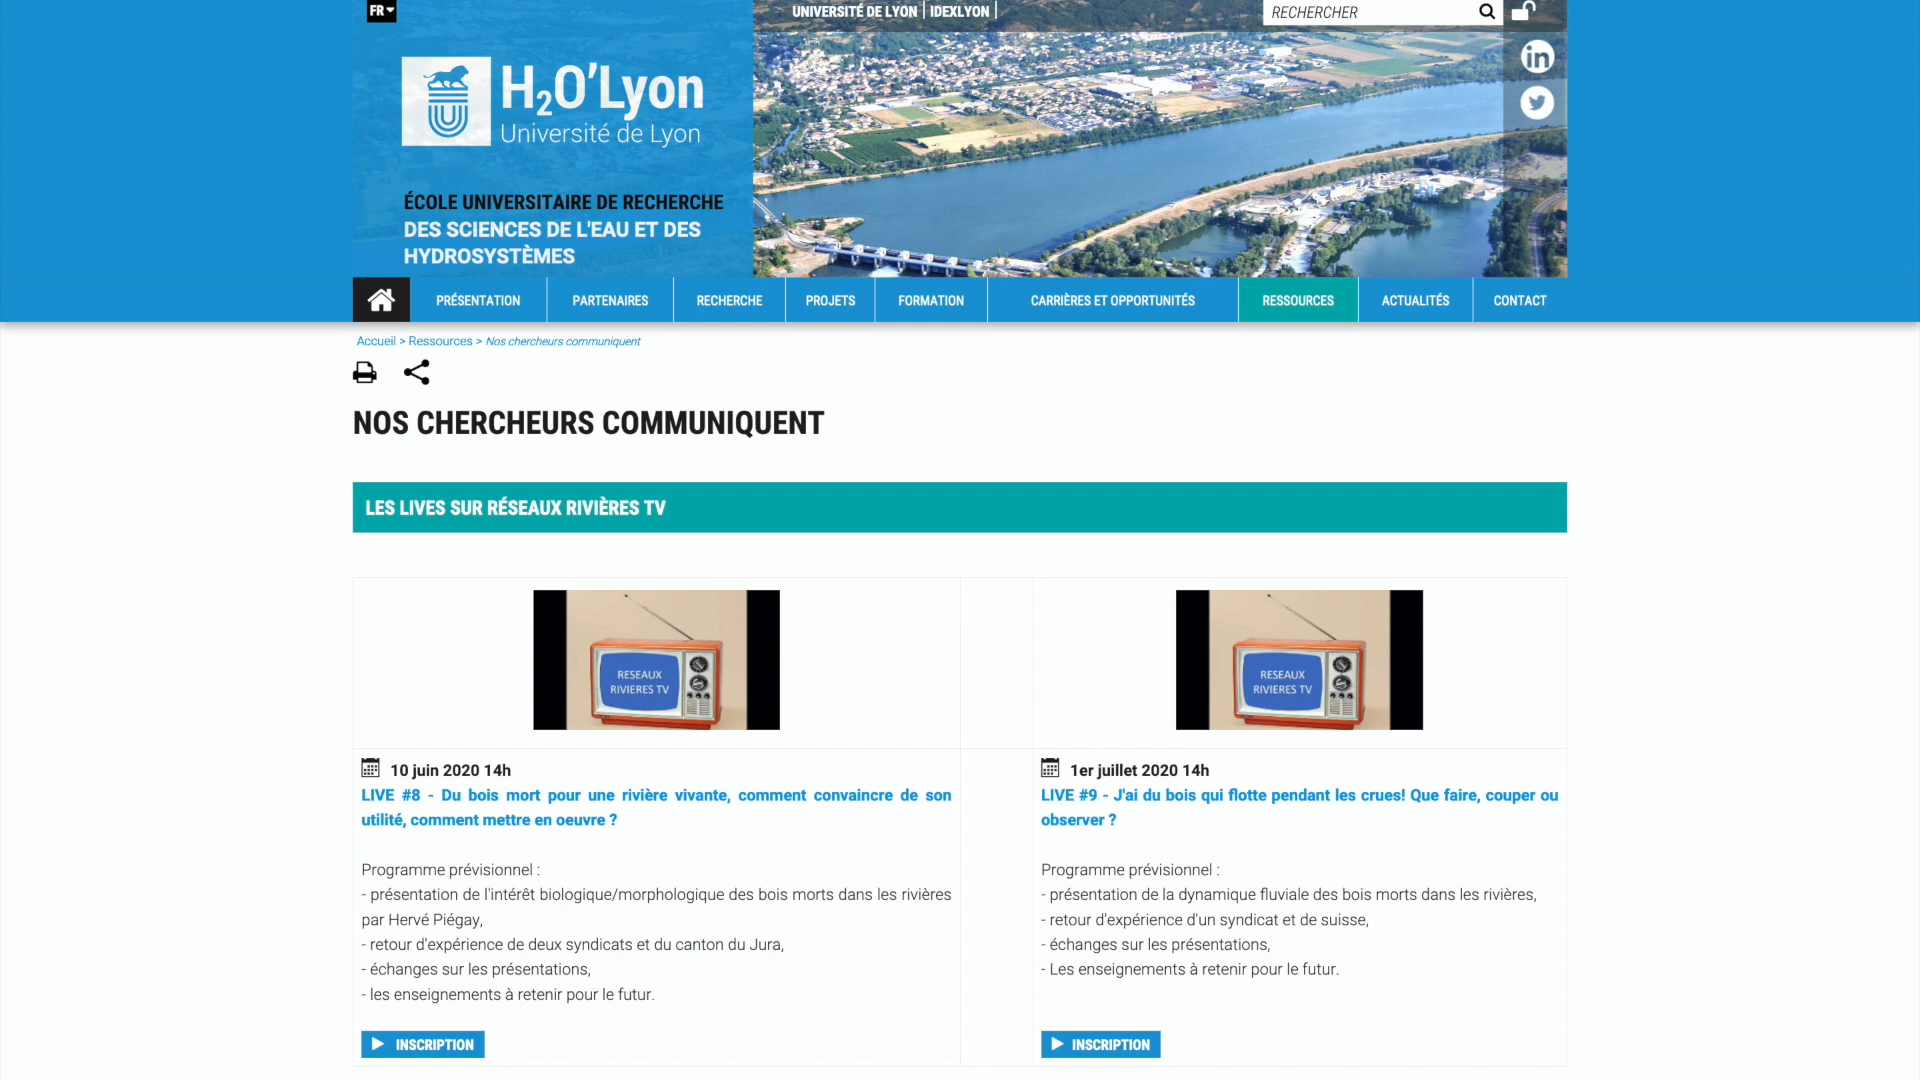 FR
UNIVERSITÉ DE LYON | IDEXLYON |
RECHERCHER
H2O'Lyon
Université de Lyon
ÉCOLE UNIVERSITAIRE DE RECHERCHE
DES SCIENCES DE L'EAU ET DES
HYDROSYSTÈMES
PRÉSENTATION PARTENAIRES RECHERCHE PROJETS FORMATION CARRIÈRES ET OPPORTUNITÉS RESSOURCES ACTUALITÉS CONTACT
Accueil > Ressources > Nos chercheurs communiquent
NOS CHERCHEURS COMMUNIQUENT
LES LIVES SUR RÉSEAUX RIVIÈRES TV
RESEAUX
RIVIERES TV
RESEAUX
RIVIERES TV
10 juin 2020 14h
LIVE #8 - Du bois mort pour une rivière vivante, comment convaincre de son
utilité, comment mettre en oeuvre ?
Programme prévisionnel :
- présentation de l'intérêt biologique/morphologique des bois morts dans les rivières
par Hervé Piégay,
- retour d'expérience de deux syndicats et du canton du Jura,
- échanges sur les présentations,
- les enseignements à retenir pour le futur.
INSCRIPTION
1er juillet 2020 14h
LIVE #9 - J'ai du bois qui flotte pendant les crues! Que faire, couper ou
observer ?
Programme prévisionnel :
- présentation de la dynamique fluviale des bois morts dans les rivières,
- retour d'expérience d'un syndicat et de suisse,
- échanges sur les présentations,
- Les enseignements à retenir pour le futur.
INSCRIPTION